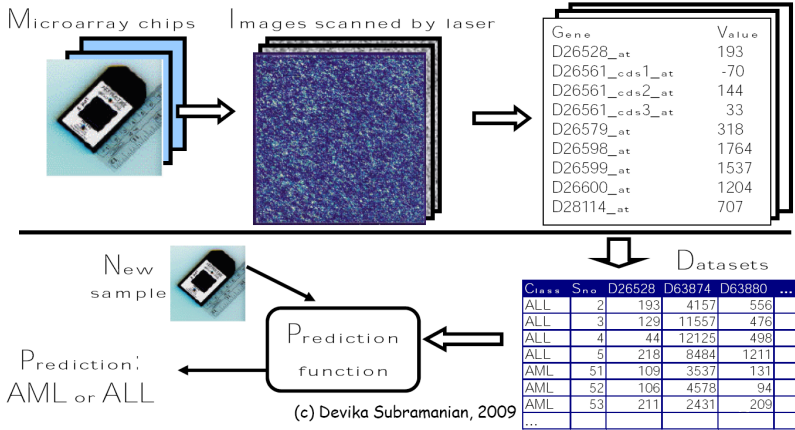 Microarray chips
Images scanned by laser
Gene Value
D26528_at 193
D26561_cds1_at -70
D26561_cds2_at 144
D26561_cds3_at 33
D26579_at 318
D26598_at 1764
D26599_at 1537
D26600_at 1204
D28114_at 707
New
sample
Datasets
Class Sno D26528 D63874 D63880 ...
ALL 2 193 4157 556
ALL 3 129 11557 476
ALL 4 44 12125 498
ALL 5 218 8484 1211
AML 51 109 3537 131
AML 52 106 4578 94
AML 53 211 2431 209
...
Prediction
function
Prediction:
AML or ALL
(c) Devika Subramanian, 2009